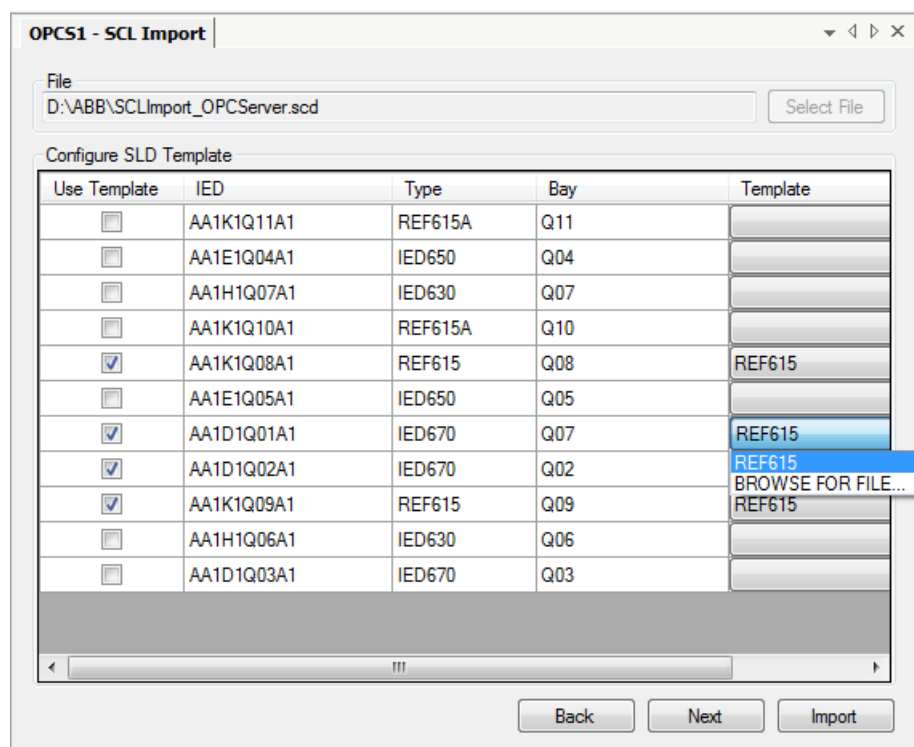 OPCS1 - SCL Import
File
D:\ABB\SCLImport_OPCServer.scd Select File
Configure SLD Template
Use Template IED Type Bay Template
AA1K1Q11A1 REF615A Q11
AA1E1Q04A1 IED650 Q04
AA1H1Q07A1 IED630 Q07
AA1K1Q10A1 REF615A Q10
AA1K1Q08A1 REF615 Q08 REF615
AA1E1Q05A1 IED650 Q05
AA1D1Q01A1 IED670 Q07 REF615
AA1D1Q02A1 IED670 Q02 REF615
BROWSE FOR FILE...
AA1K1Q09A1 REF615 Q09 REF615
AA1H1Q06A1 IED630 Q06
AA1D1Q03A1 IED670 Q03
Back Next Import